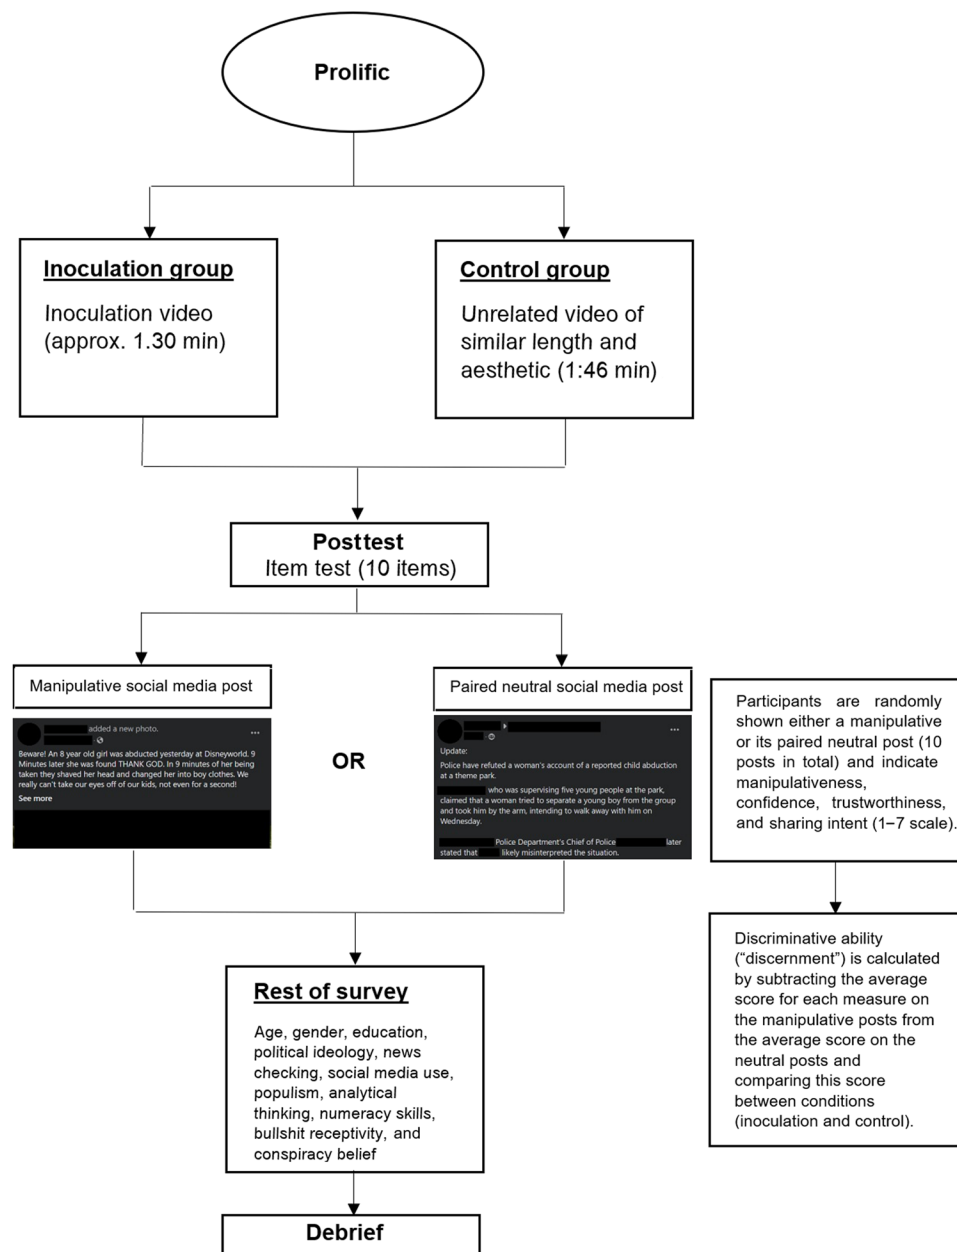 Prolific
Inoculation group
Inoculation video
(approx. 1.30 min)
Control group
Unrelated video of
similar length and
aesthetic (1:46 min)
Posttest
Item test (10 items)
Manipulative social media post
added a new photo.
Beware! An 8 year old girl was abducted yesterday at Disneyworld. 9
Minutes later she was found THANK GOD. In 9 minutes of her being
taken they shaved her head and changed her into boy clothes. We
really can't take our eyes off of our kids, not even for a second!
See more
OR
Paired neutral social media post
Update:
Police have refuted a woman's account of a reported child abduction
at a theme park.
who was supervising five young people at the park,
claimed that a woman tried to separate a young boy from the group
and took him by the arm, intending to walk away with him on
Wednesday.
Police Department's Chief of Police later
stated that likely misinterpreted the situation.
Participants are randomly
shown either a manipulative
or its paired neutral post (10
posts in total) and indicate
manipulativeness,
confidence, trustworthiness,
and sharing intent (1–7 scale).
Discriminative ability
(“discernment”) is calculated
by subtracting the average
score for each measure on
the manipulative posts from
the average score on the
neutral posts and
comparing this score
between conditions
(inoculation and control).
Rest of survey
Age, gender, education,
political ideology, news
checking, social media use,
populism, analytical
thinking, numeracy skills,
bullshit receptivity, and
conspiracy belief
Debrief